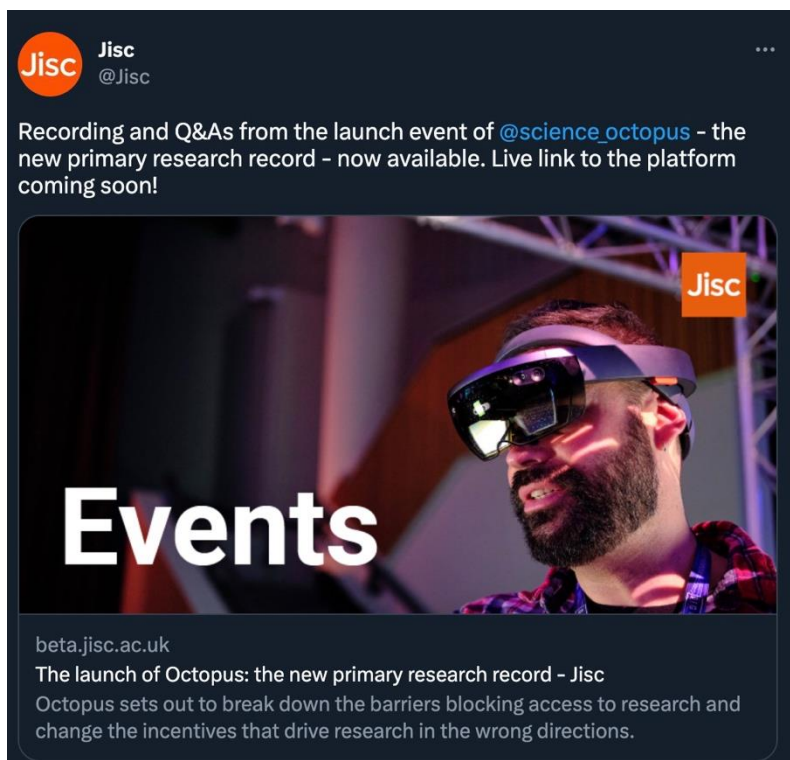 Jisc
Jisc
@Jisc
Recording and Q&As from the launch event of @science_octopus - the
new primary research record - now available. Live link to the platform
coming soon!
Jisc
Events
beta.jisc.ac.uk
The launch of Octopus: the new primary research record - Jisc
Octopus sets out to break down the barriers blocking access to research and
change the incentives that drive research in the wrong directions.